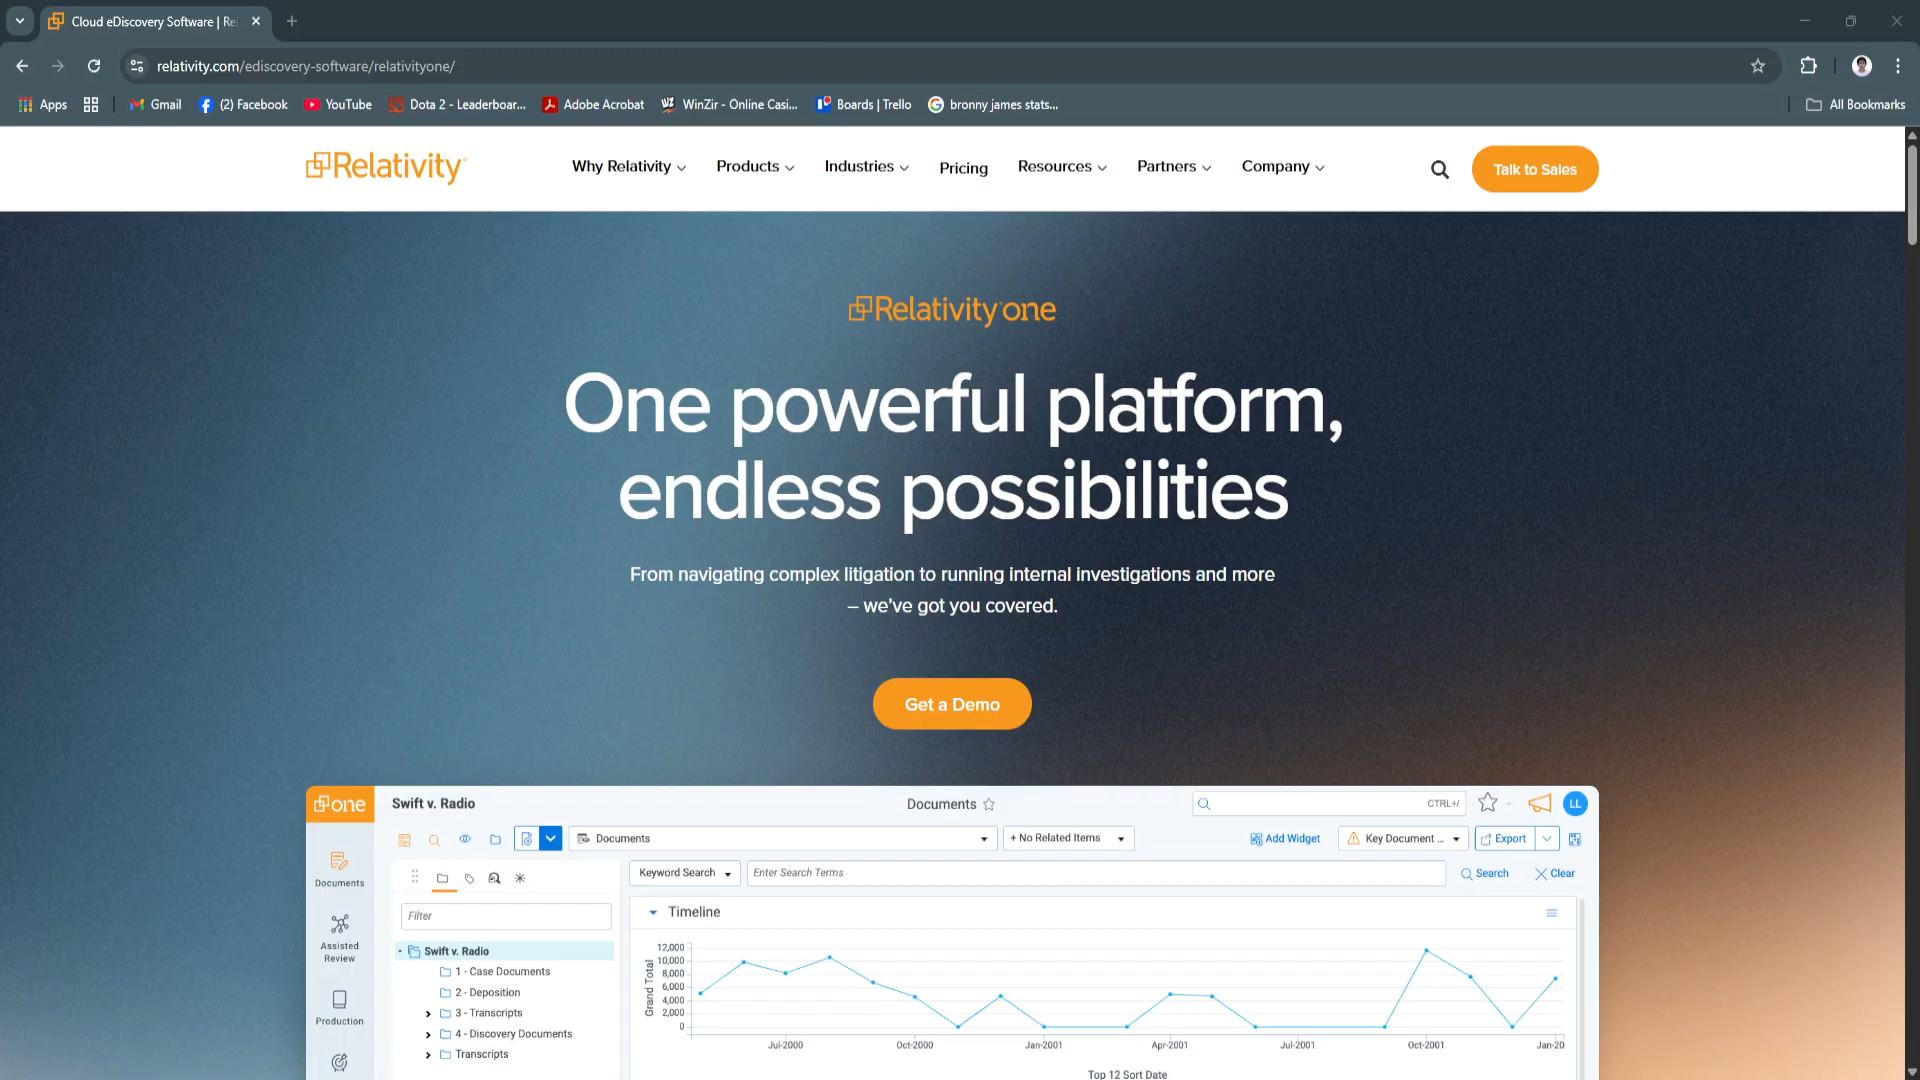 Cloud eDiscovery Software | Re
relativity.com/ediscovery-software/relativityone/
Apps
Gmail
(2) Facebook
YouTube
Dota 2 - Leaderboar...
Adobe Acrobat
WinZir - Online Casi...
Boards | Trello
bronny james stats...
All Bookmarks
Relativity
Why Relativity
Products
Industries
Pricing
Resources
Partners
Company
Talk to Sales
Relativity one
One powerful platform,
endless possibilities
From navigating complex litigation to running internal investigations and more
– we've got you covered.
Get a Demo
one
Swift v. Radio
Documents
CTRL+/
LL
Documents
+ No Related Items
Add Widget
Key Document ...
Export
Documents
Keyword Search
Enter Search Terms
Search
Clear
Filter
Timeline
Assisted
Review
Swift v. Radio
1 - Case Documents
2 - Deposition
3 - Transcripts
4 - Discovery Documents
Transcripts
Production
Grand Total
12,000
10,000
8,000
6,000
4,000
2,000
0
Jul-2000
Oct-2000
Jan-2001
Apr-2001
Jul-2001
Oct-2001
Jan-20
Top 12 Sort Date